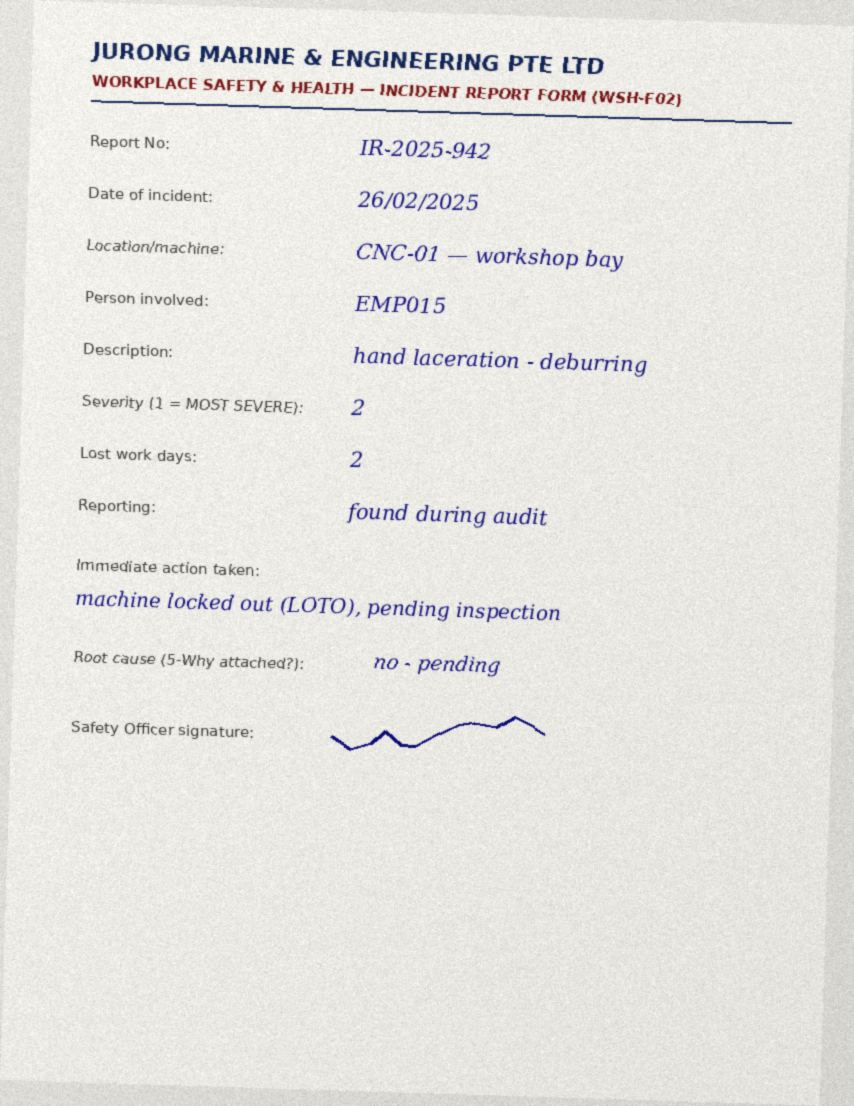 JURONG MARINE & ENGINEERING PTE LTD
WORKPLACE SAFETY & HEALTH — INCIDENT REPORT FORM (WSH-F02)
Report No: IR-2025-942
Date of incident: 26/02/2025
Location/machine: CNC-01 — workshop bay
Person involved: EMP015
Description: hand laceration - deburring
Severity (1 = MOST SEVERE): 2
Lost work days: 2
Reporting: found during audit
Immediate action taken:
machine locked out (LOTO), pending inspection
Root cause (5-Why attached?): no - pending
Safety Officer signature: